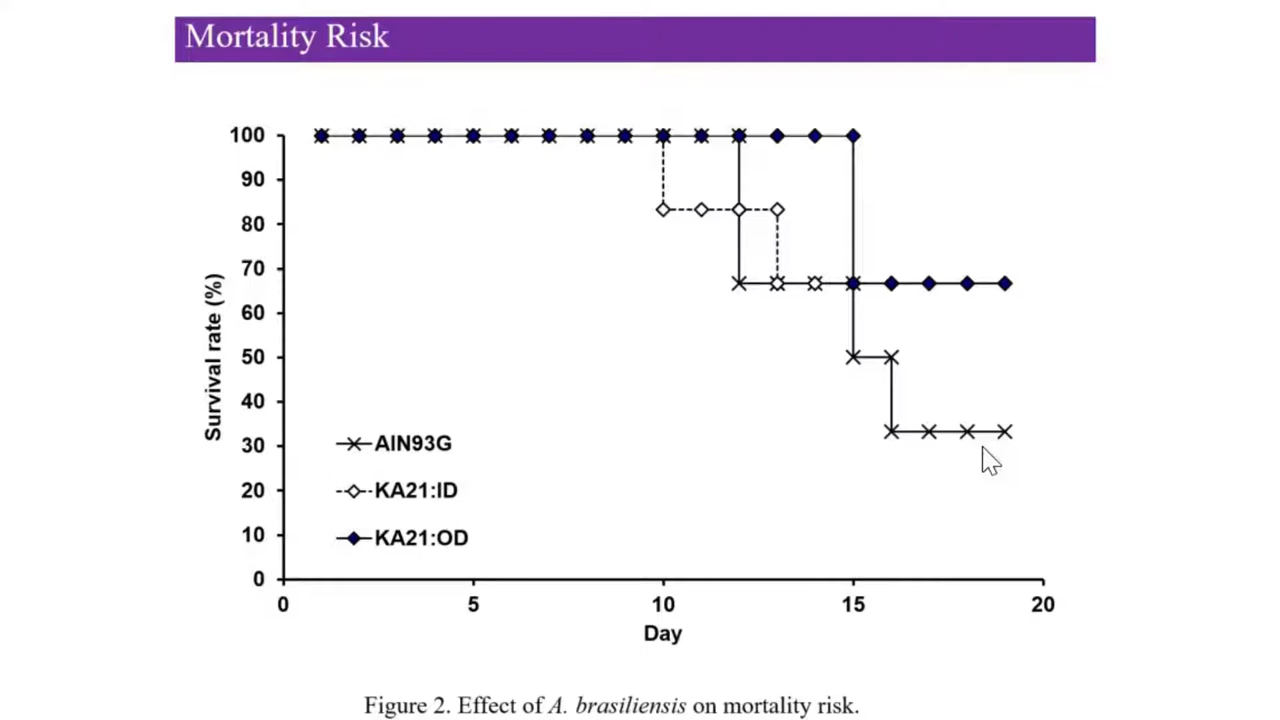 Mortality Risk
100
90
80
70
60
50
40
30
20
10
0
Survival rate (%)
AIN93G
KA21:ID
KA21:OD
0 5 10 15 20
Day
Figure 2. Effect of A. brasiliensis on mortality risk.